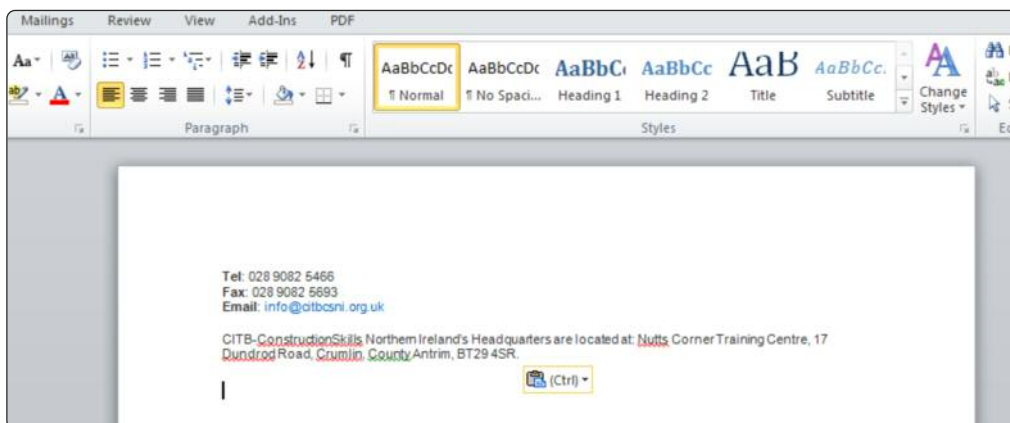 Mailings Review View Add-Ins PDF
Aa
A
AaBbCcDc AaBbCcDc AaBbC AaBbCc AaB AaBbCc.
¶ Normal ¶ No Spaci... Heading 1 Heading 2 Title Subtitle
Change
Styles
Paragraph Styles
Tel: 028 9082 5466
Fax: 028 9082 5693
Email: info@citbcsni.org.uk
CITB-ConstructionSkills Northern Ireland's Headquarters are located at: Nutts Corner Training Centre, 17
Dundrod Road, Crumlin, County Antrim, BT29 4SR.
(Ctrl)